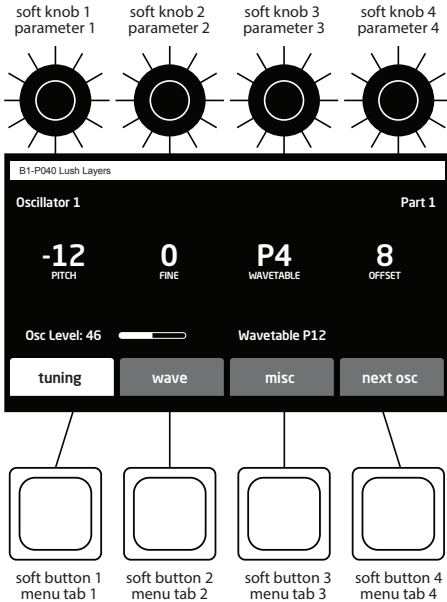 soft knob 1 soft knob 2 soft knob 3 soft knob 4
parameter 1 parameter 2 parameter 3 parameter 4
B1-P040 Lush Layers
Oscillator 1 Part 1
-12 0 P4 8
PITCH FINE WAVETABLE OFFSET
Osc Level: 46 Wavetable P12
tuning wave misc next osc
soft button 1 soft button 2 soft button 3 soft button 4
menu tab 1 menu tab 2 menu tab 3 menu tab 4